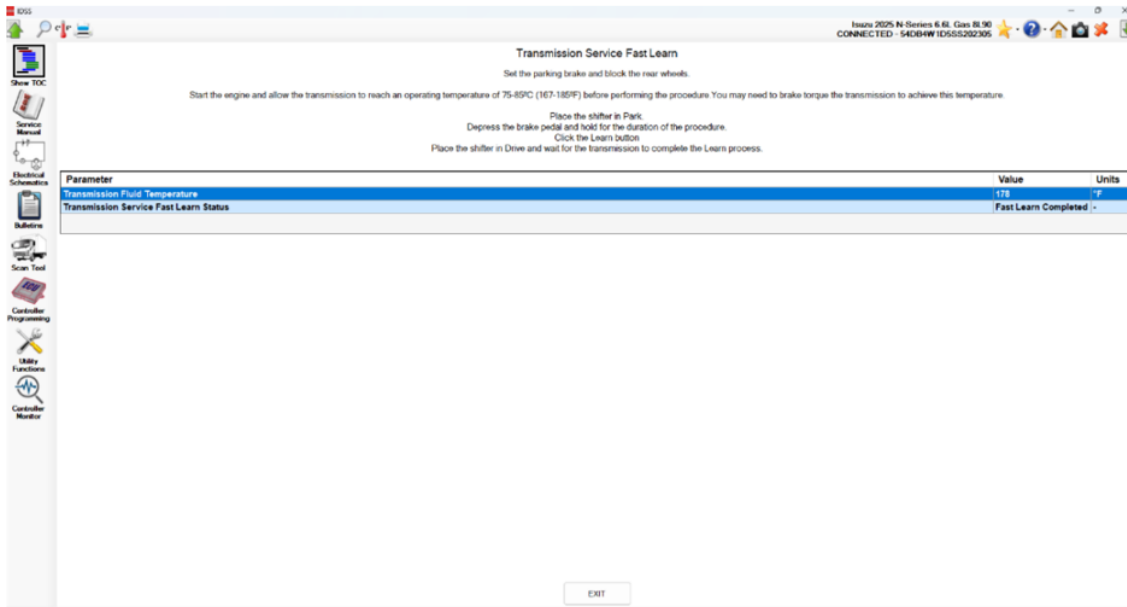 IDSS
Isuzu 2025 N-Series 6.6L Gas 8L90
CONNECTED - 54DB4W1D5SS202305
Show TOC
Service
Manual
Electrical
Schematics
Bulletins
Scan Tool
Controller
Programming
Utility
Functions
Controller
Monitor
Transmission Service Fast Learn
Set the parking brake and block the rear wheels.
Start the engine and allow the transmission to reach an operating temperature of 75-85ºC (167-185ºF) before performing the procedure.You may need to brake torque the transmission to achieve this temperature.
Place the shifter in Park.
Depress the brake pedal and hold for the duration of the procedure.
Click the Learn button
Place the shifter in Drive and wait for the transmission to complete the Learn process.
Parameter Value Units
Transmission Fluid Temperature 178 °F
Transmission Service Fast Learn Status Fast Learn Completed -
EXIT